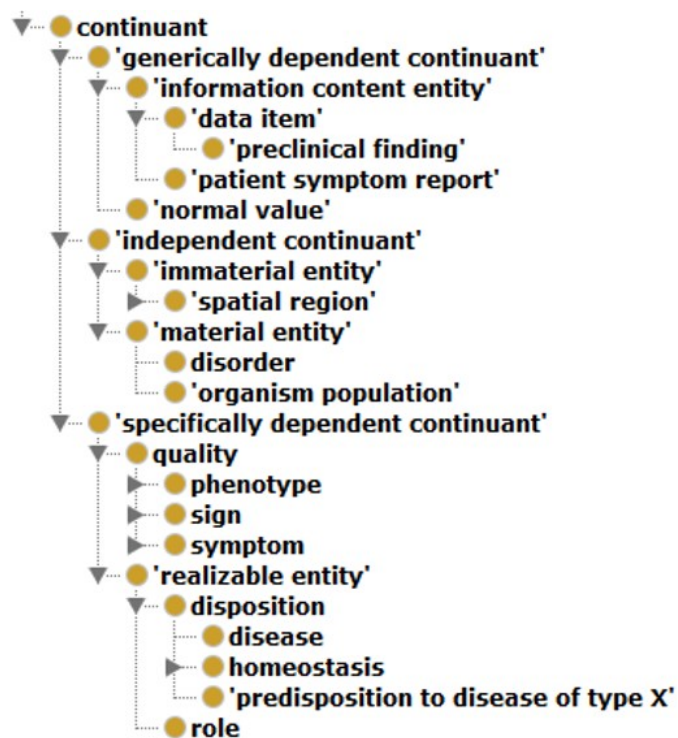 continuant
'generically dependent continuant'
'information content entity'
'data item'
'preclinical finding'
'patient symptom report'
'normal value'
'independent continuant'
'immaterial entity'
'spatial region'
'material entity'
disorder
'organism population'
'specifically dependent continuant'
quality
phenotype
sign
symptom
'realizable entity'
disposition
disease
homeostasis
'predisposition to disease of type X'
role